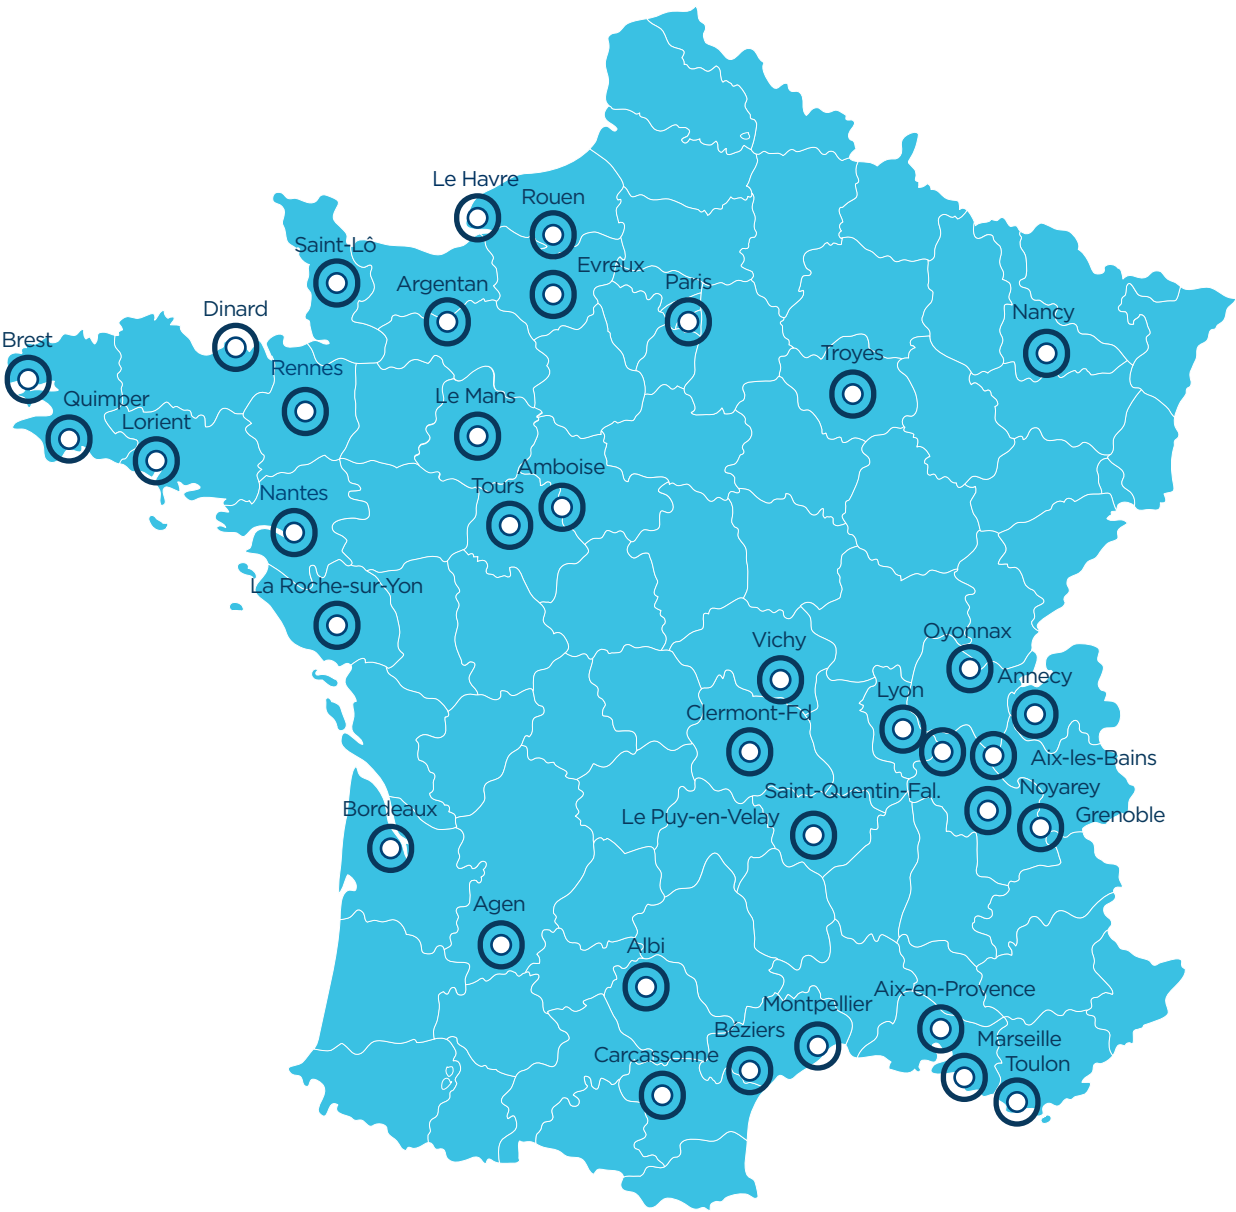 Le Havre
Rouen
Saint-Lô
Evreux
Argentan
Paris
Dinard
Nancy
Brest
Troyes
Rennes
Quimper
Le Mans
Lorient
Amboise
Tours
Nantes
La Roche-sur-Yon
Oyonnax
Vichy
Annecy
Lyon
Clermont-Fd
Aix-les-Bains
Saint-Quentin-Fal.
Noyarey
Bordeaux
Le Puy-en-Velay
Grenoble
Agen
Albi
Aix-en-Provence
Montpellier
Béziers
Marseille
Carcassonne
Toulon